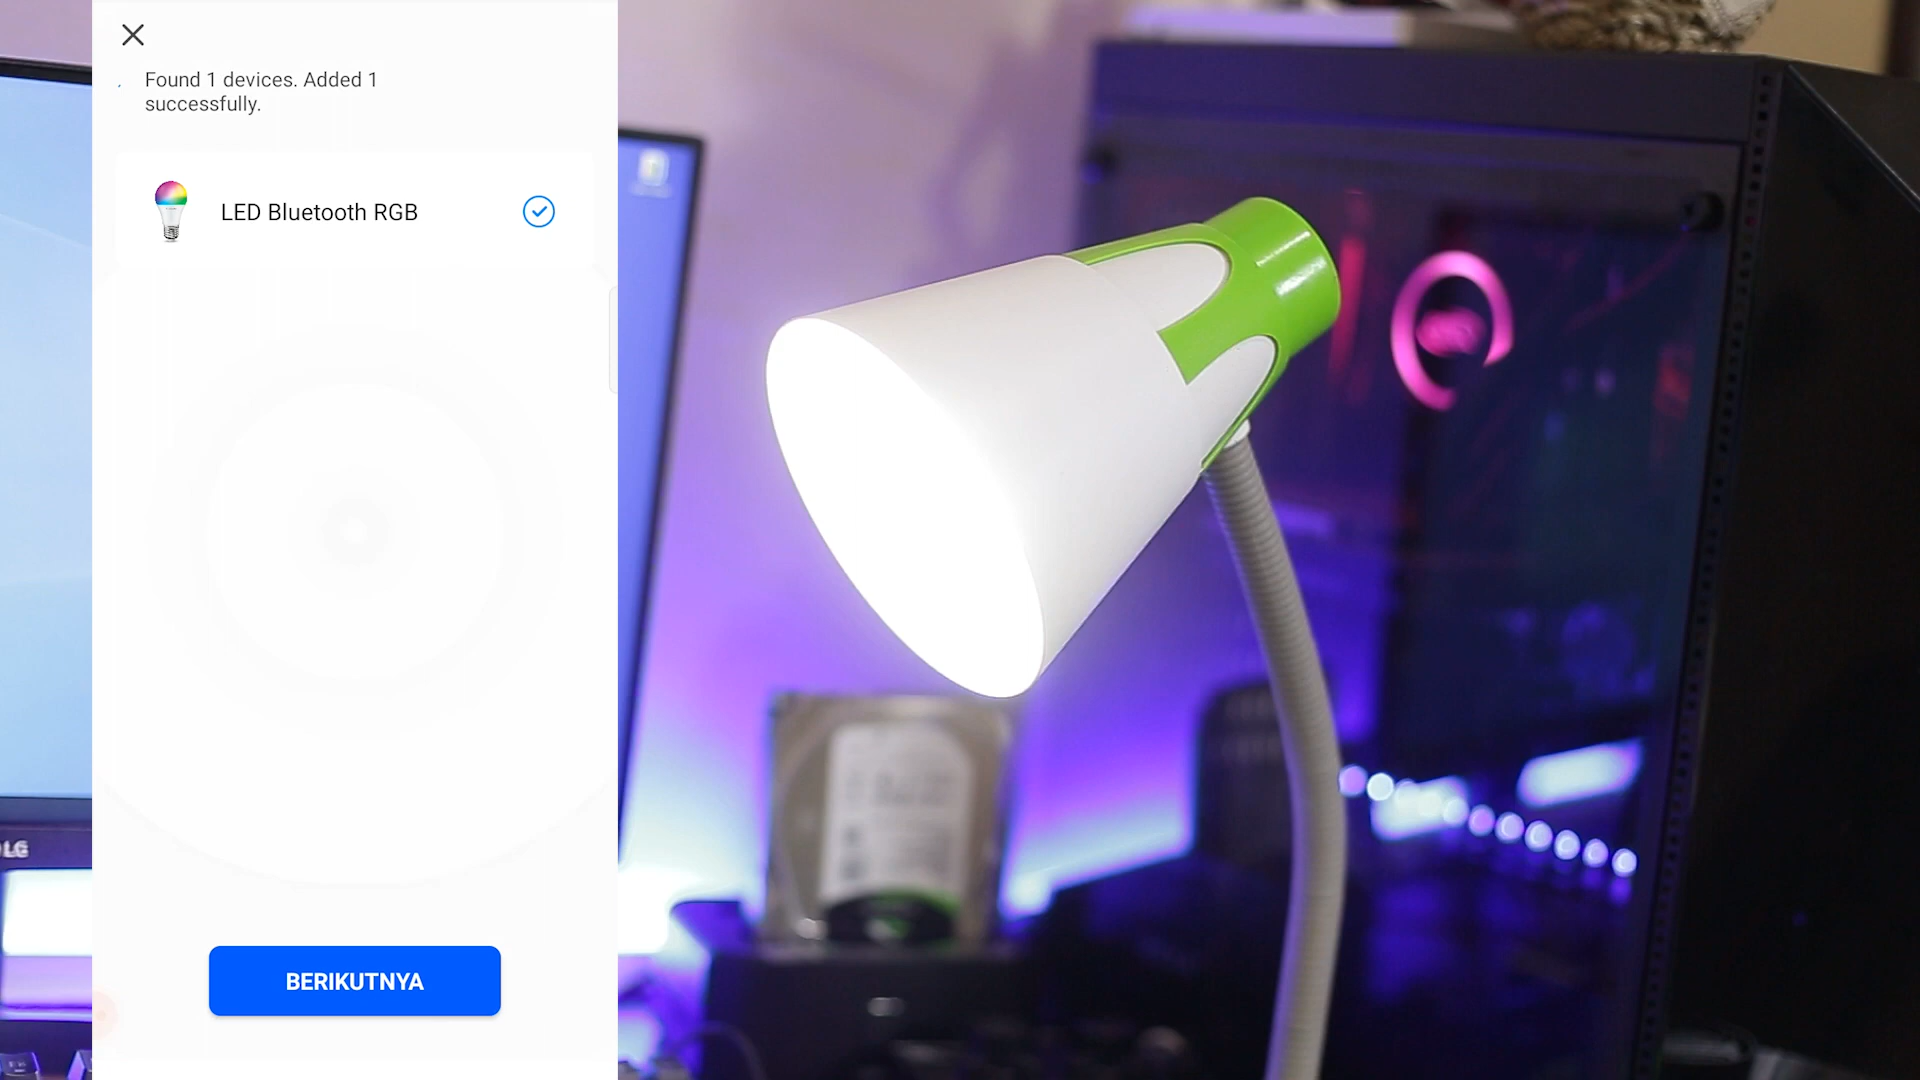 Found 1 devices. Added 1
successfully.
LED Bluetooth RGB
BERIKUTNYA
LG